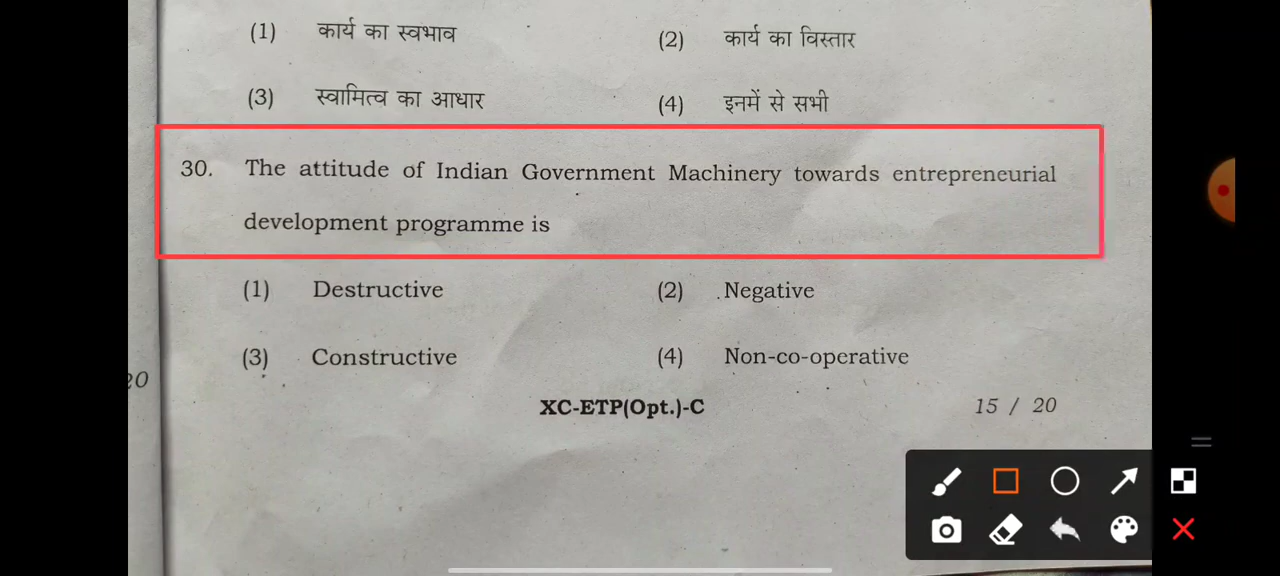 (1) कार्य का स्वभाव (2) कार्य का विस्तार
(3) स्वामित्व का आधार (4) इनमें से सभी
30. The attitude of Indian Government Machinery towards entrepreneurial
development programme is
(1) Destructive (2) Negative
(3) Constructive (4) Non-co-operative
20
XC-ETP(Opt.)-C 15 / 20